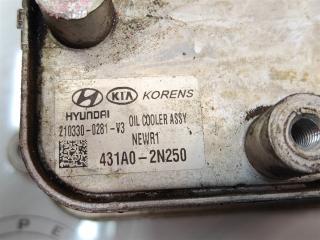 HYUNDAI KIA KORENS
210330-0281-V3 OIL COOLER ASSY
NEWR1
431A0-2N250